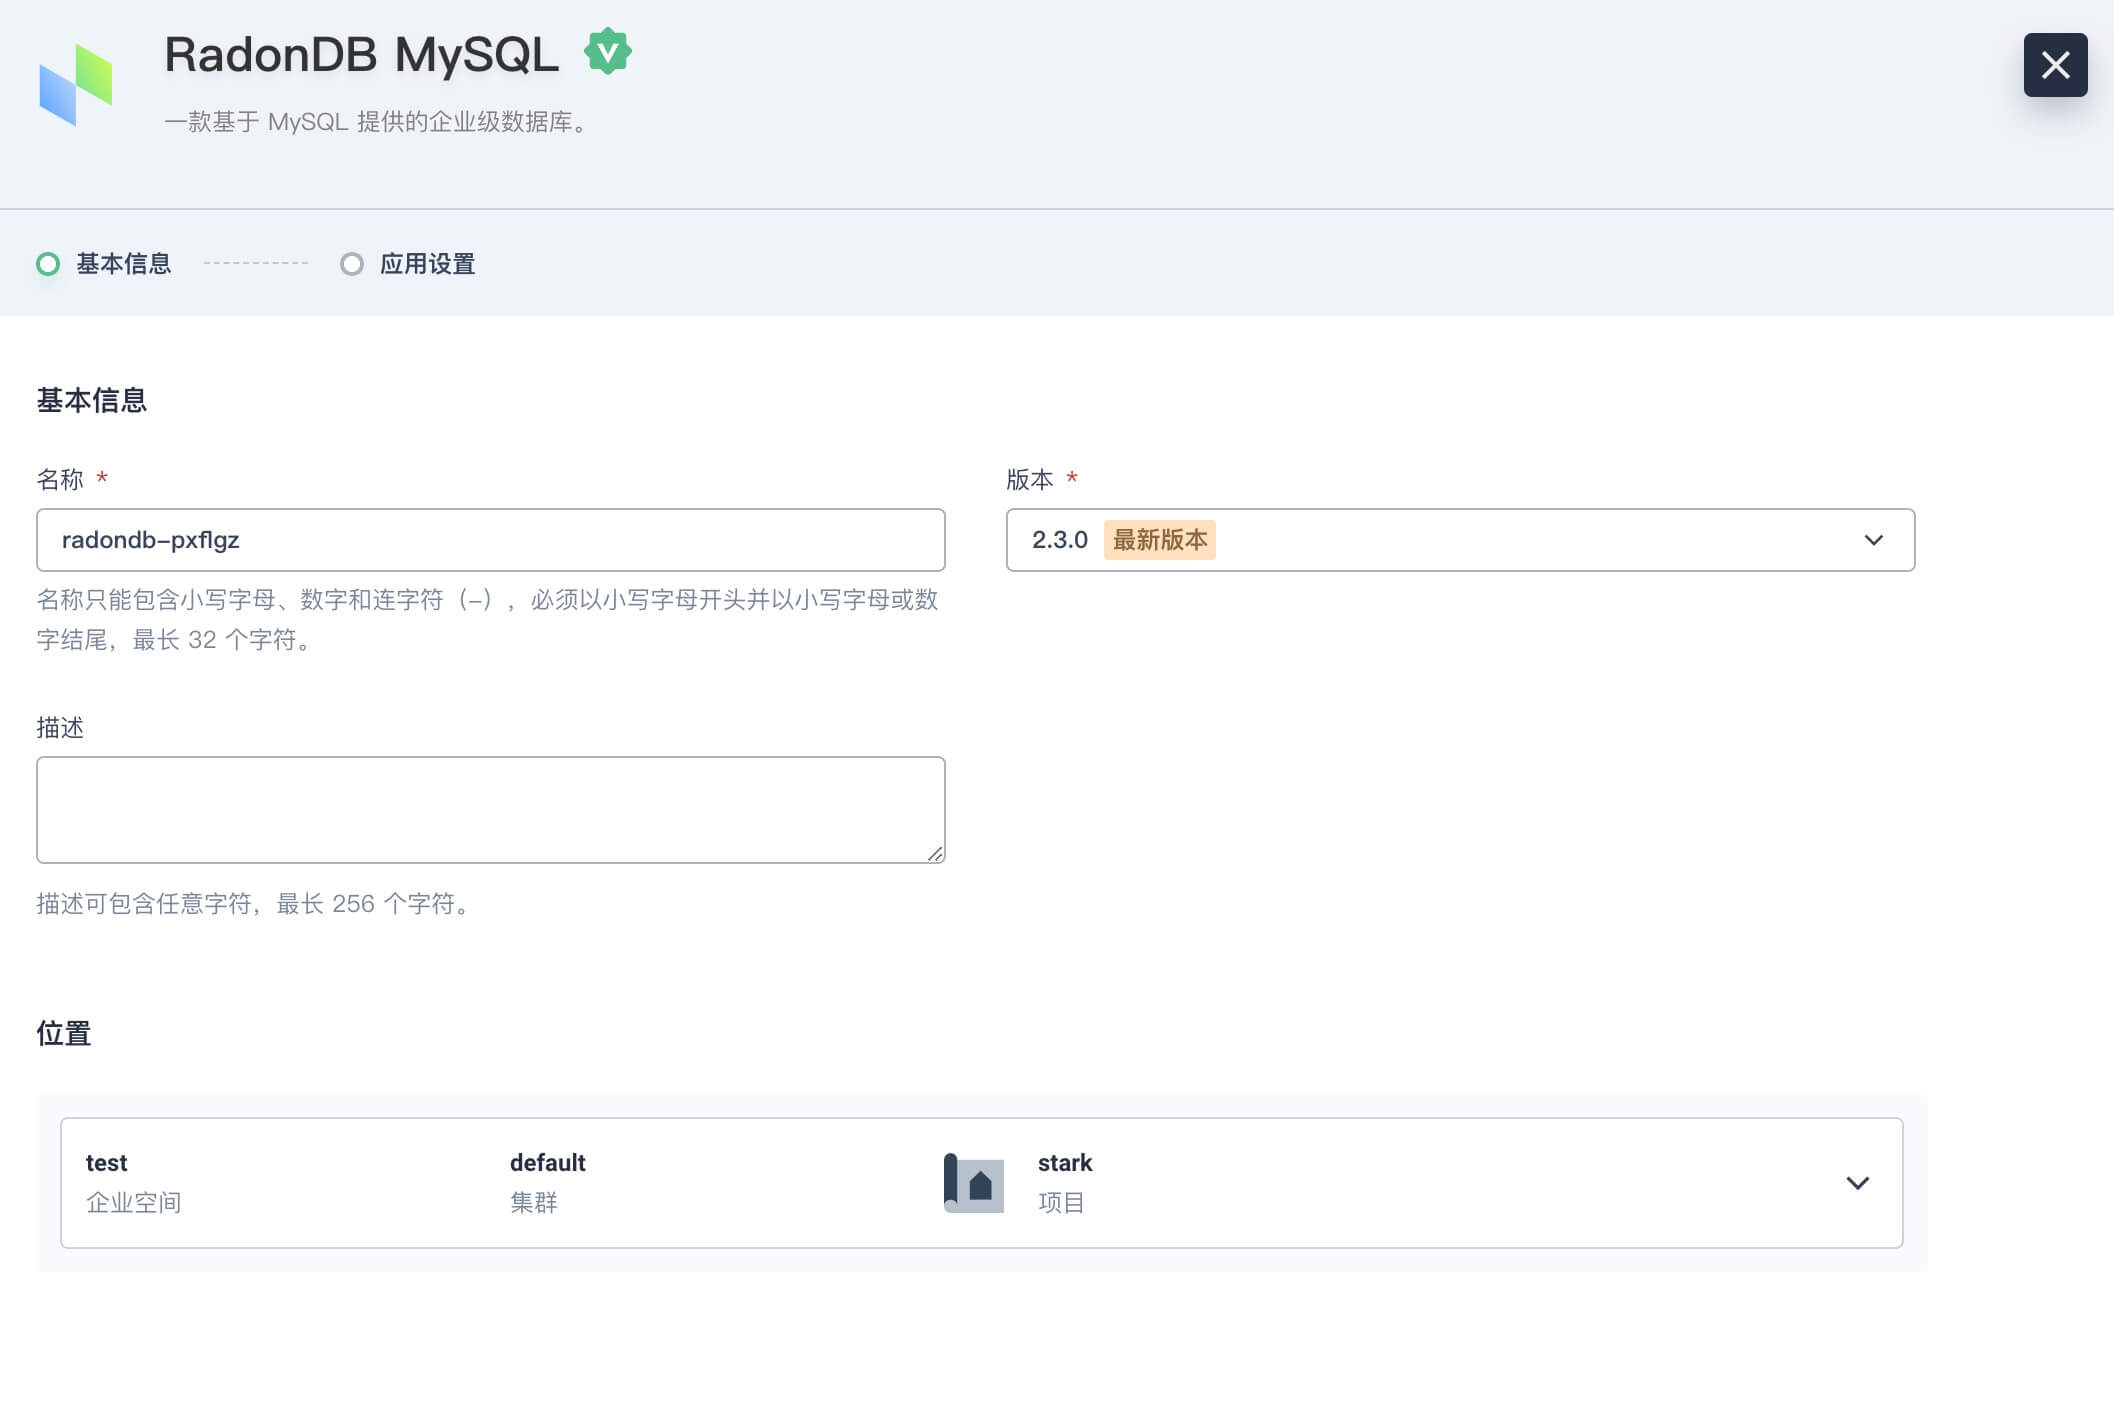 RadonDB MySQL
一款基于 MySQL 提供的企业级数据库。
基本信息
应用设置
基本信息
名称 *
radondb-pxflgz
名称只能包含小写字母、数字和连字符（-），必须以小写字母开头并以小写字母或数
字结尾，最长 32 个字符。
版本 *
2.3.0 最新版本
描述
描述可包含任意字符，最长 256 个字符。
位置
test
企业空间
default
集群
stark
项目